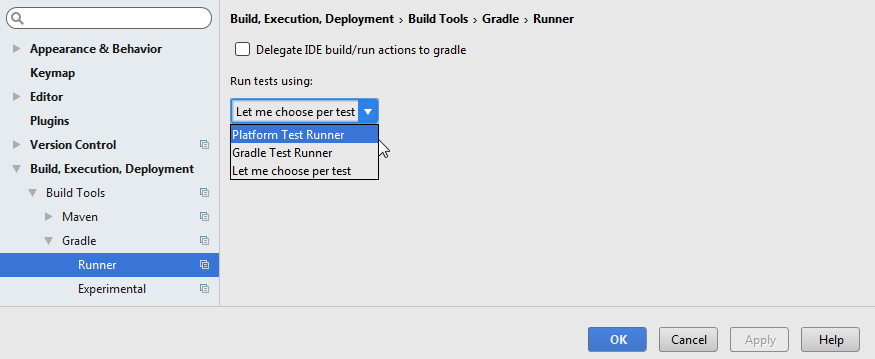 Appearance & Behavior
Keymap
Editor
Plugins
Version Control
Build, Execution, Deployment
Build Tools
Maven
Gradle
Runner
Experimental
Build, Execution, Deployment › Build Tools › Gradle › Runner
Delegate IDE build/run actions to gradle
Run tests using:
Let me choose per test
Platform Test Runner
Gradle Test Runner
Let me choose per test
OK
Cancel
Apply
Help